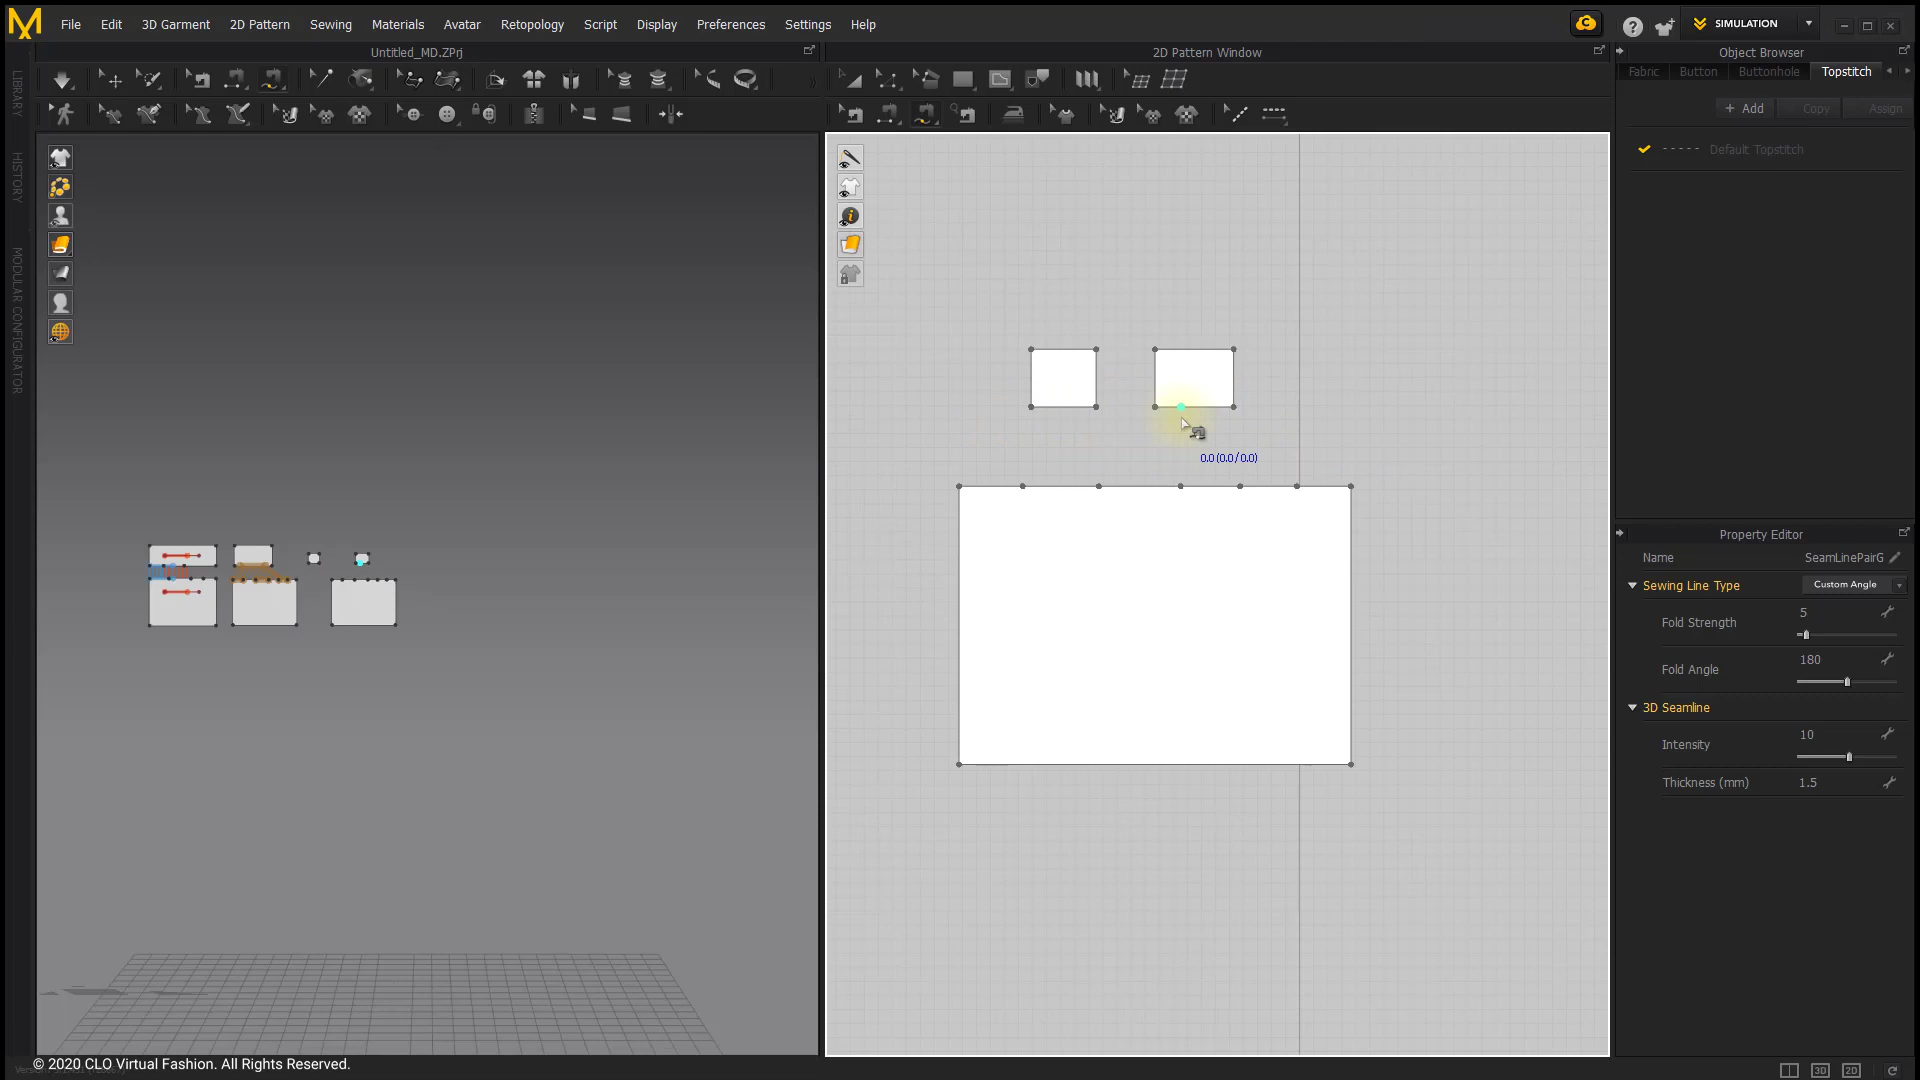 File Edit 3D Garment 2D Pattern Sewing Materials Avatar Retopology Script Display Preferences Settings Help
SIMULATION
Untitled_MD.ZPrj
2D Pattern Window
Object Browser
Fabric Button Buttonhole Topstitch
+ Add Copy Assign
Default Topstitch
LIBRARY
HISTORY
MODULAR CONFIGURATOR
0.0 (0.0 / 0.0)
Property Editor
Name SeamLinePairG
Sewing Line Type Custom Angle
Fold Strength 5
Fold Angle 180
3D Seamline
Intensity 10
Thickness (mm) 1.5
© 2020 CLO Virtual Fashion. All Rights Reserved.
3D 2D